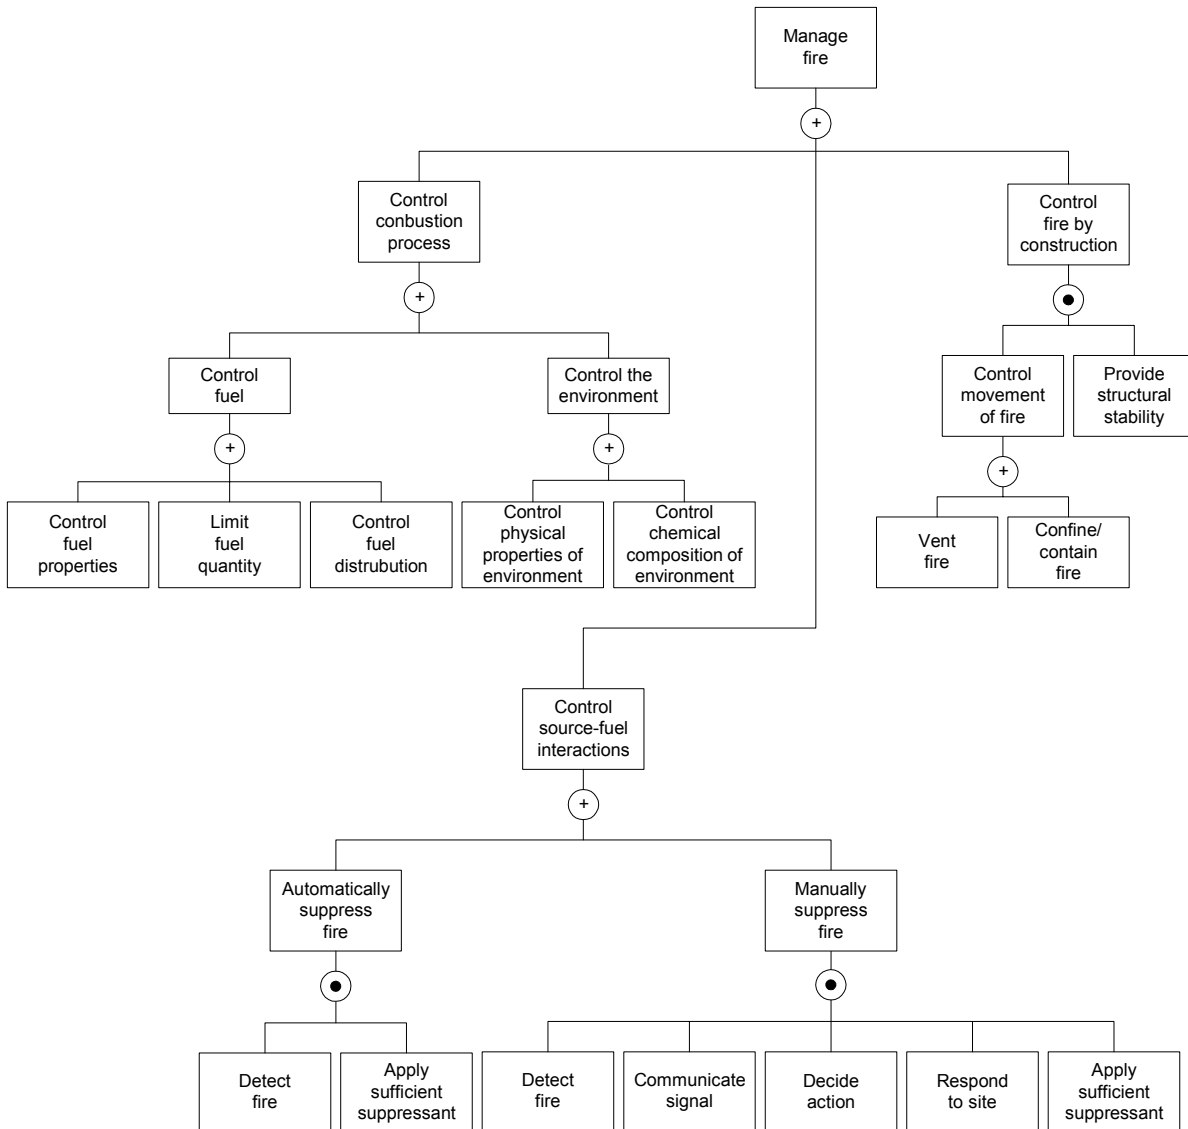 Manage
fire
+
Control
conbustion
process
Control
fire by
construction
+
Control
fuel
Control the
environment
Control
movement
of fire
Provide
structural
stability
+
+
+
Control
fuel
properties
Limit
fuel
quantity
Control
fuel
distrubution
Control
physical
properties of
environment
Control
chemical
composition of
environment
Vent
fire
Confine/
contain
fire
Control
source-fuel
interactions
+
Automatically
suppress
fire
Manually
suppress
fire
Detect
fire
Apply
sufficient
suppressant
Detect
fire
Communicate
signal
Decide
action
Respond
to site
Apply
sufficient
suppressant